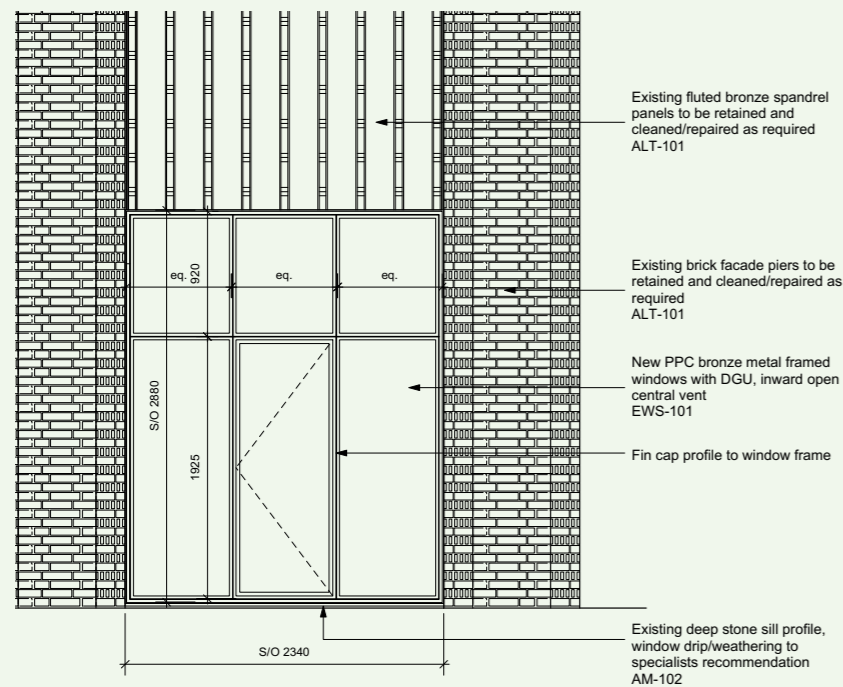 Existing fluted bronze spandrel
panels to be retained and
cleaned/repaired as required
ALT-101
eq.
920
eq.
eq.
Existing brick facade piers to be
retained and cleaned/repaired as
required
ALT-101
New PPC bronze metal framed
windows with DGU, inward open
central vent
EWS-101
S/O 2880
1925
Fin cap profile to window frame
S/O 2340
Existing deep stone sill profile,
window drip/weathering to
specialists recommendation
AM-102